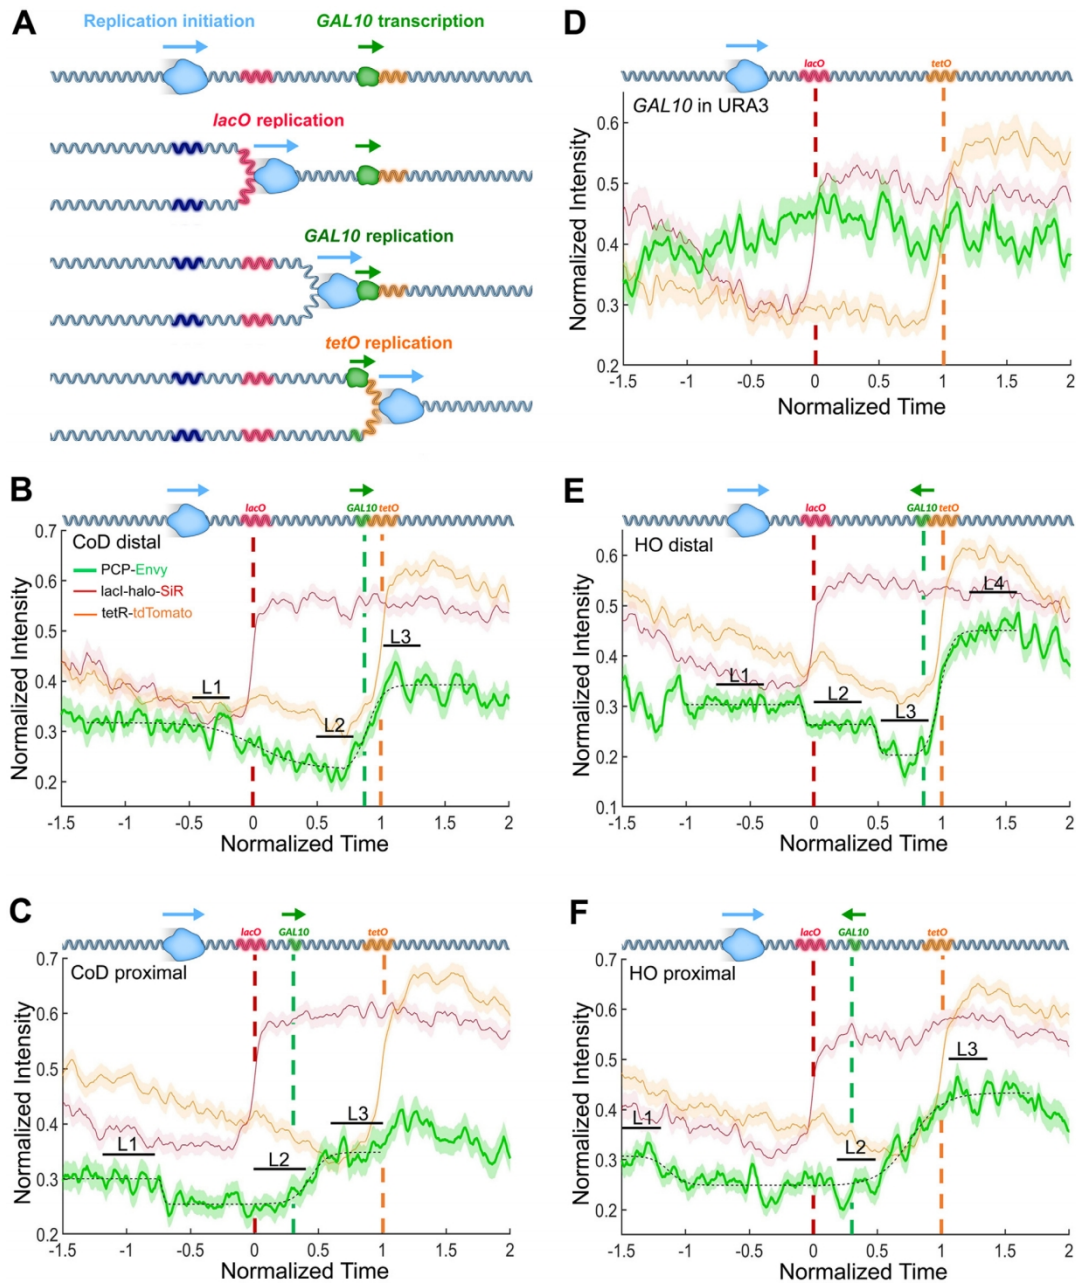 A
Replication initiation
GAL10 transcription
lacO replication
GAL10 replication
tetO replication
B
lacO
GAL10
tetO
CoD distal
PCP-Envy
lacI-halo-SiR
tetR-tdTomato
L1
L2
L3
0.7
0.6
0.5
0.4
0.3
0.2
Normalized Intensity
-1.5 -1 -0.5 0 0.5 1 1.5 2
Normalized Time
C
lacO
GAL10
tetO
CoD proximal
L1
L2
L3
0.7
0.6
0.5
0.4
0.3
0.2
Normalized Intensity
-1.5 -1 -0.5 0 0.5 1 1.5 2
Normalized Time
D
lacO
tetO
GAL10 in URA3
0.6
0.5
0.4
0.3
0.2
Normalized Intensity
-1.5 -1 -0.5 0 0.5 1 1.5 2
Normalized Time
E
lacO
GAL10
tetO
HO distal
L1
L2
L3
L4
0.6
0.5
0.4
0.3
0.2
0.1
Normalized Intensity
-1.5 -1 -0.5 0 0.5 1 1.5 2
Normalized Time
F
lacO
GAL10
tetO
HO proximal
L1
L2
L3
0.7
0.6
0.5
0.4
0.3
0.2
Normalized Intensity
-1.5 -1 -0.5 0 0.5 1 1.5 2
Normalized Time